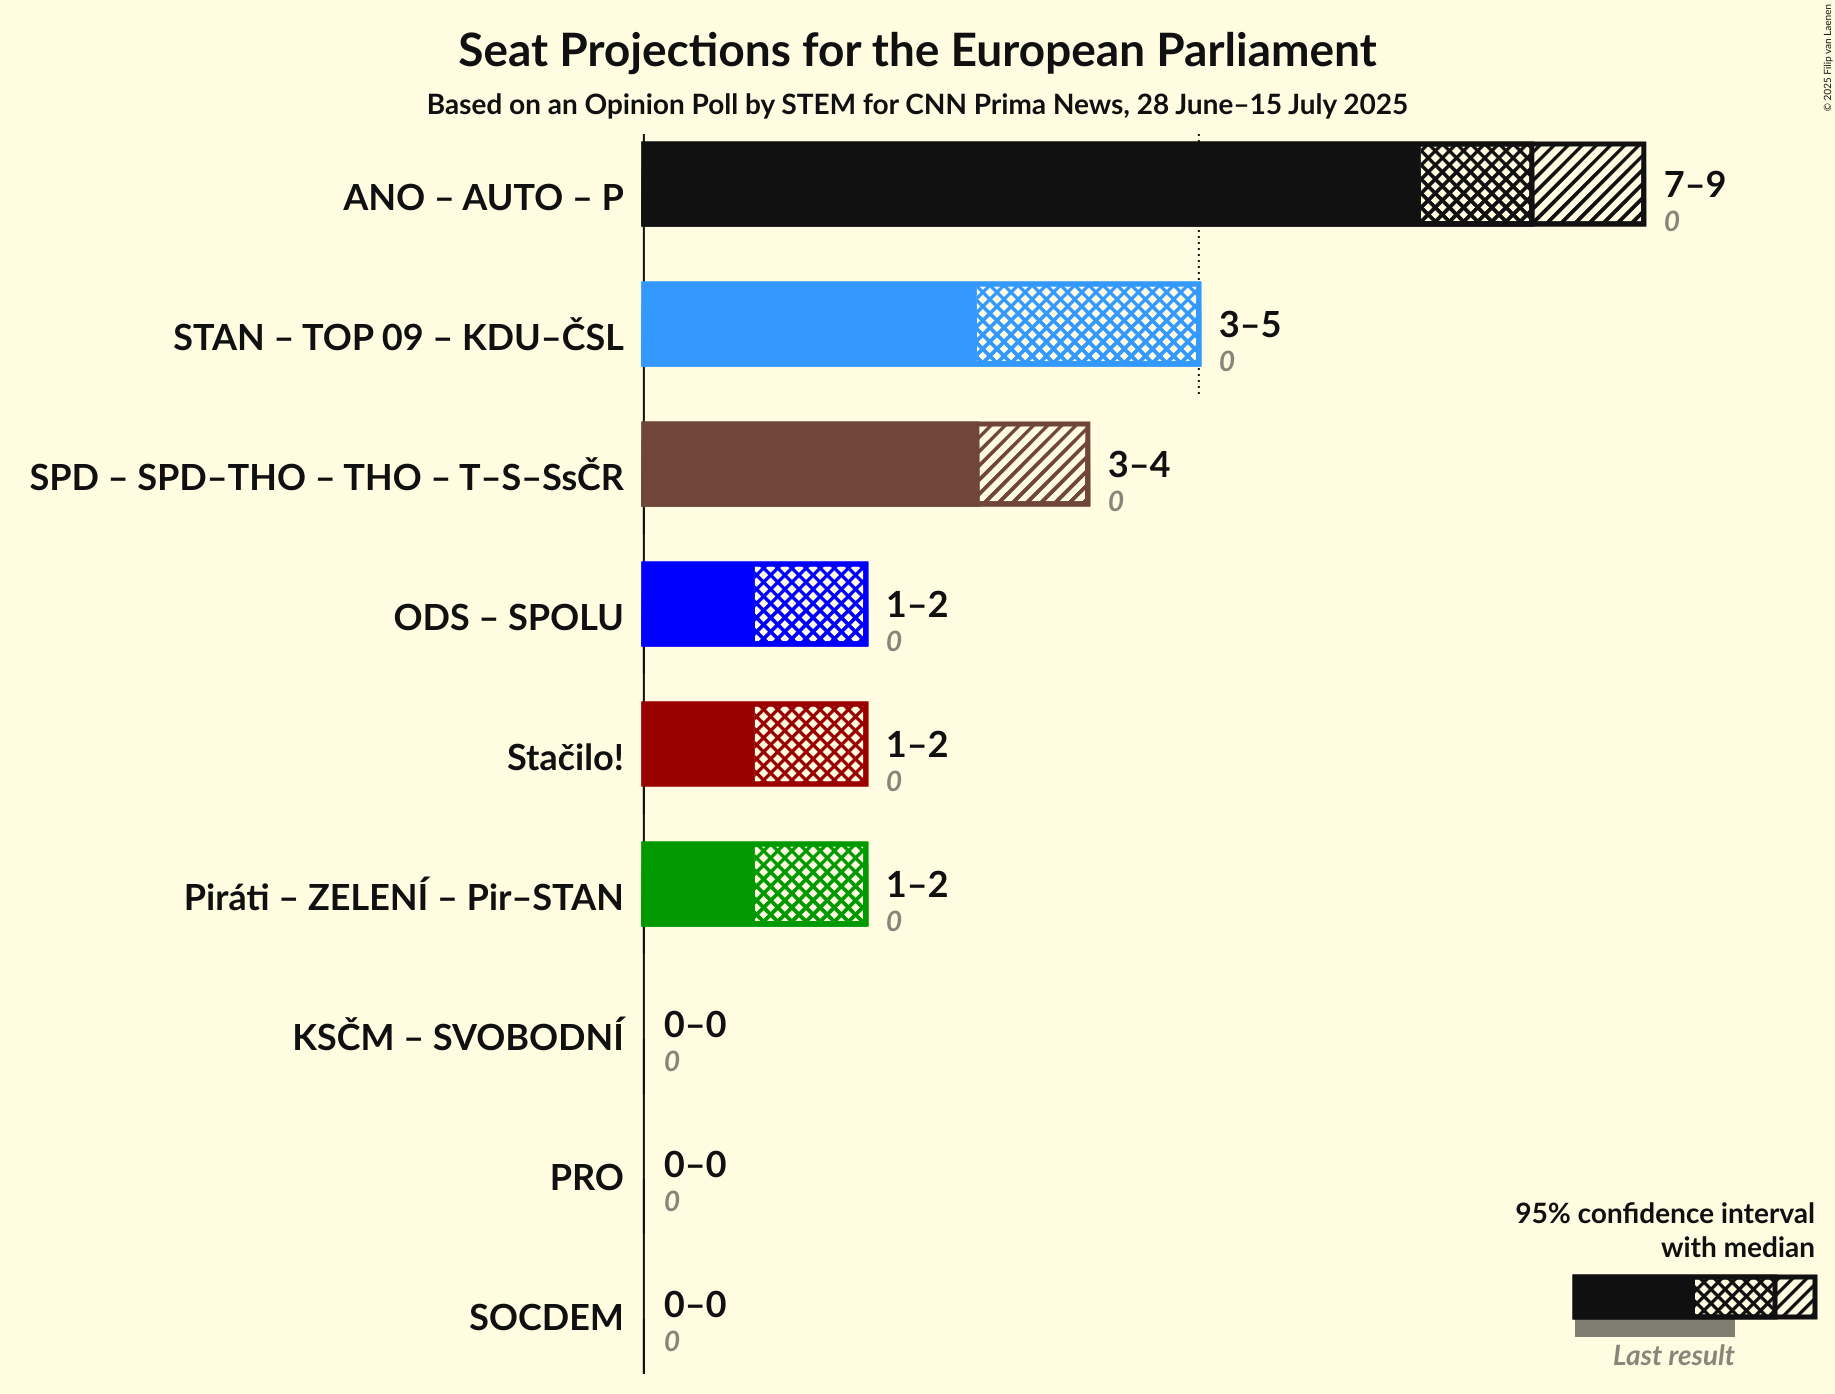 Seat Projections for the European Parliament
Based on an Opinion Poll by STEM for CNN Prima News, 28 June–15 July 2025
© 2025 Filip van Laenen
ANO – AUTO – P
7–9
0
STAN – TOP 09 – KDU–ČSL
3–5
0
SPD – SPD–THO – THO – T–S–SsČR
3–4
0
ODS – SPOLU
1–2
0
Stačilo!
1–2
0
Piráti – ZELENÍ – Pir–STAN
1–2
0
KSČM – SVOBODNÍ
0–0
0
PRO
0–0
0
SOCDEM
0–0
0
95% confidence interval
with median
Last result